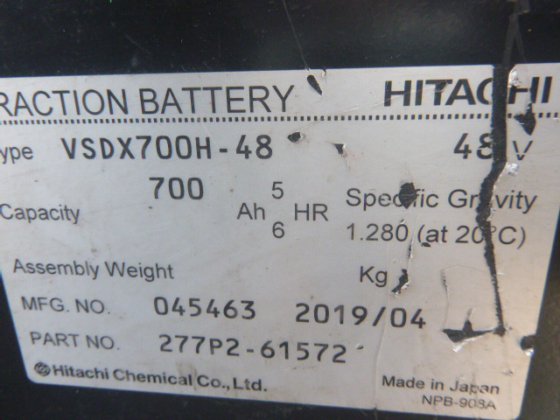 RACTION BATTERY HITACHI
ype VSDX700H-48 48 V
Capacity 700 Ah 5 6 HR Specific Gravity
1.280 (at 20°C)
Assembly Weight Kg
MFG. NO. 045463 2019/04
PART NO. 277P2-61572
Hitachi Chemical Co., Ltd. Made in Japan
NPB-903A